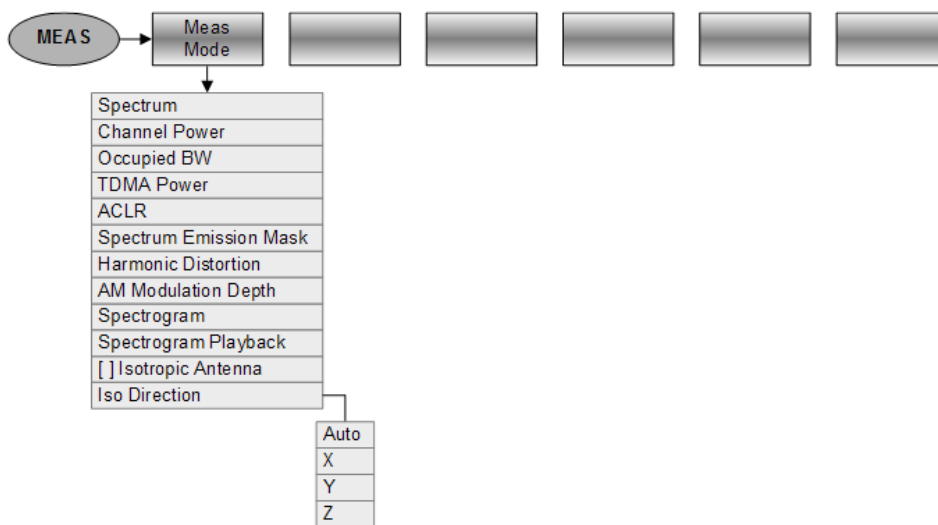 MEAS
Meas
Mode
Spectrum
Channel Power
Occupied BW
TDMA Power
ACLR
Spectrum Emission Mask
Harmonic Distortion
AM Modulation Depth
Spectrogram
Spectrogram Playback
[ ] Isotropic Antenna
Iso Direction
Auto
X
Y
Z